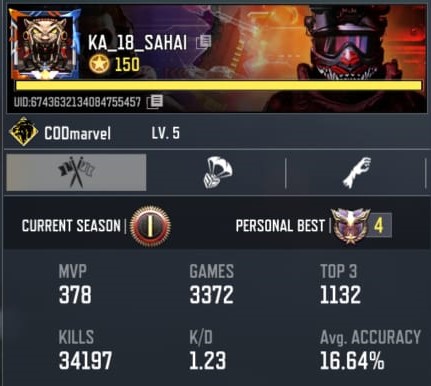 KA_18_SAHAI
150
UID:6743632134084755457
CODmarvel LV. 5
CURRENT SEASON | I PERSONAL BEST | 4
MVP GAMES TOP 3
378 3372 1132
KILLS K/D Avg. ACCURACY
34197 1.23 16.64%